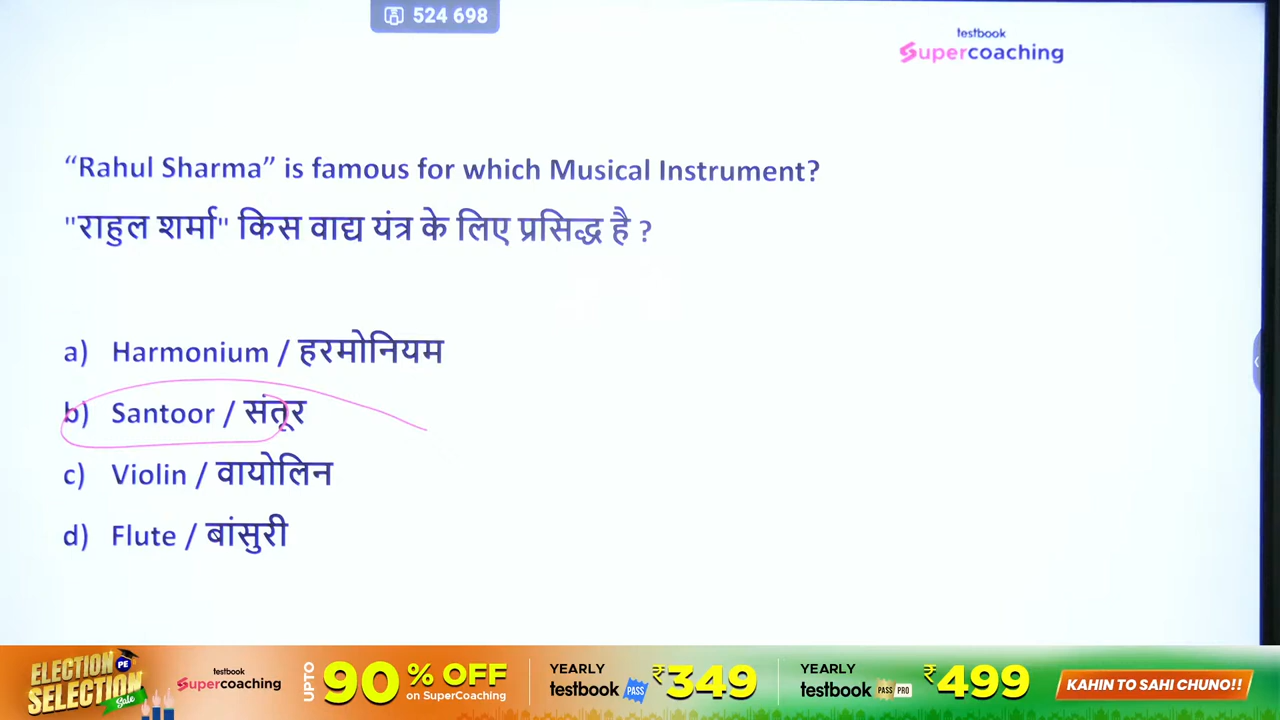 524 698
testbook
Supercoaching
“Rahul Sharma” is famous for which Musical Instrument?
"राहुल शर्मा" किस वाद्य यंत्र के लिए प्रसिद्ध है ?
a) Harmonium / हरमोनियम
b) Santoor / संतूर
c) Violin / वायोलिन
d) Flute / बांसुरी
ELECTION PE
SELECTION
Sale
testbook
Supercoaching
UPTO 90% OFF
on SuperCoaching
YEARLY
testbook PASS ₹349
YEARLY
testbook PASS PRO ₹499
KAHIN TO SAHI CHUNO!!